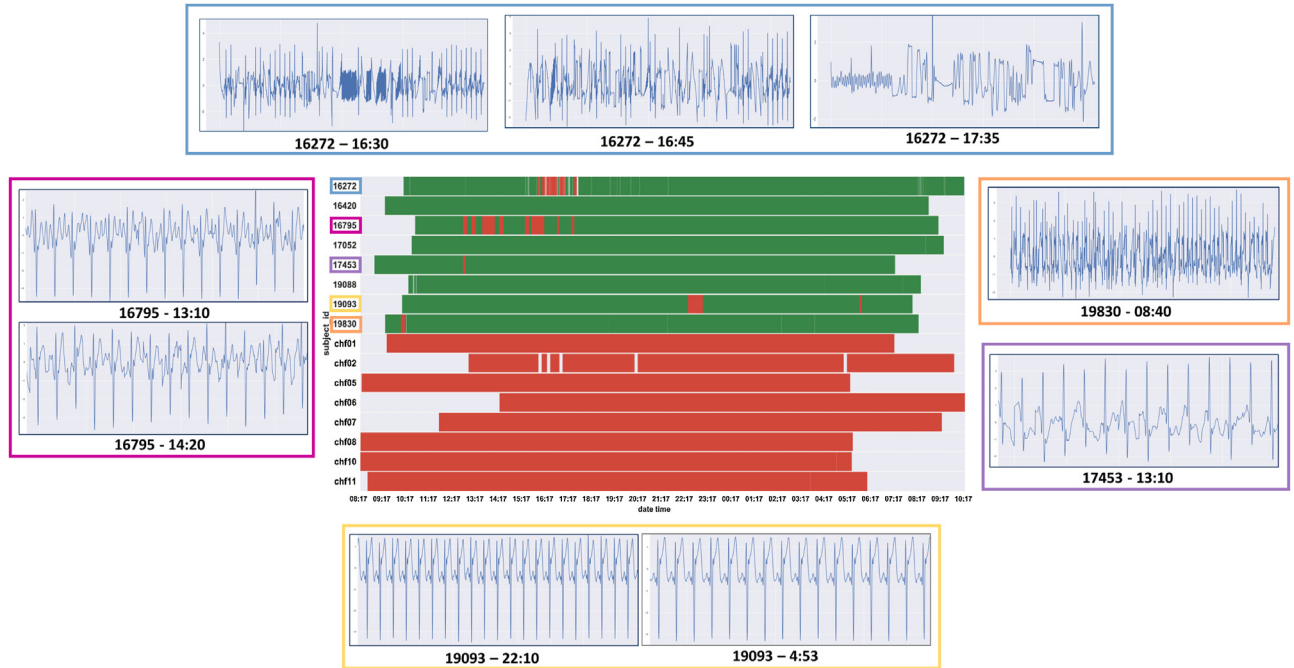 16272 – 16:30
16272 – 16:45
16272 – 17:35
16795 - 13:10
16795 - 14:20
subject_id
16272
16420
16795
17052
17453
19088
19093
19830
chf01
chf02
chf05
chf06
chf07
chf08
chf10
chf11
08:17 09:17 10:17 11:17 12:17 13:17 14:17 15:17 16:17 17:17 18:17 19:17 20:17 21:17 22:17 23:17 00:17 01:17 02:17 03:17 04:17 05:17 06:17 07:17 08:17 09:17 10:17
date time
19830 - 08:40
17453 - 13:10
19093 – 22:10
19093 – 4:53